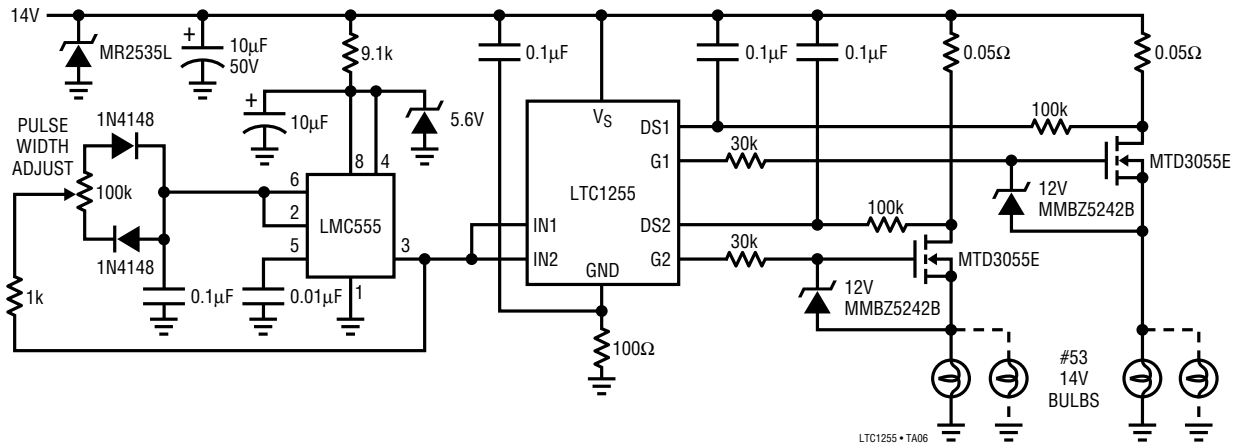 14V
MR2535L
+
10µF
50V
9.1k
0.1µF
0.1µF
0.1µF
0.05Ω
0.05Ω
+
10µF
5.6V
PULSE
WIDTH
ADJUST
1N4148
100k
1N4148
1k
0.1µF
6
2
5
8
4
LMC555
3
1
0.01µF
VS
LTC1255
IN1
IN2
GND
DS1
G1
DS2
G2
100Ω
30k
100k
30k
100k
MTD3055E
12V
MMBZ5242B
MTD3055E
12V
MMBZ5242B
#53
14V
BULBS
LTC1255 • TA06